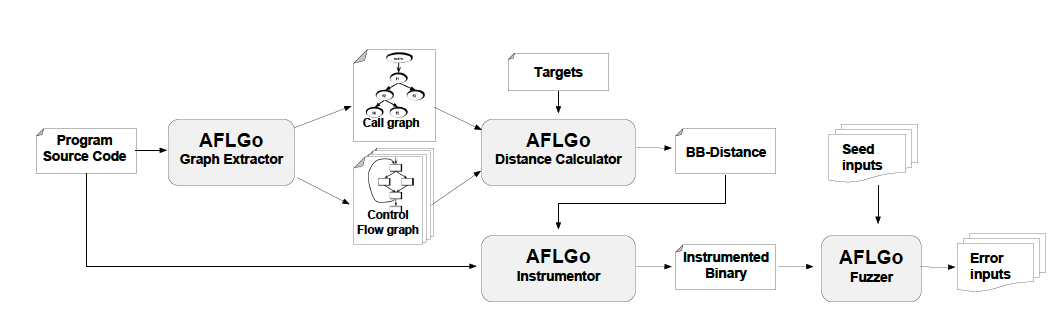 Program
Source Code
AFLGo
Graph Extractor
main
Call graph
Control
Flow graph
Targets
AFLGo
Distance Calculator
BB-Distance
Seed
inputs
AFLGo
Instrumentor
Instrumented
Binary
AFLGo
Fuzzer
Error
inputs